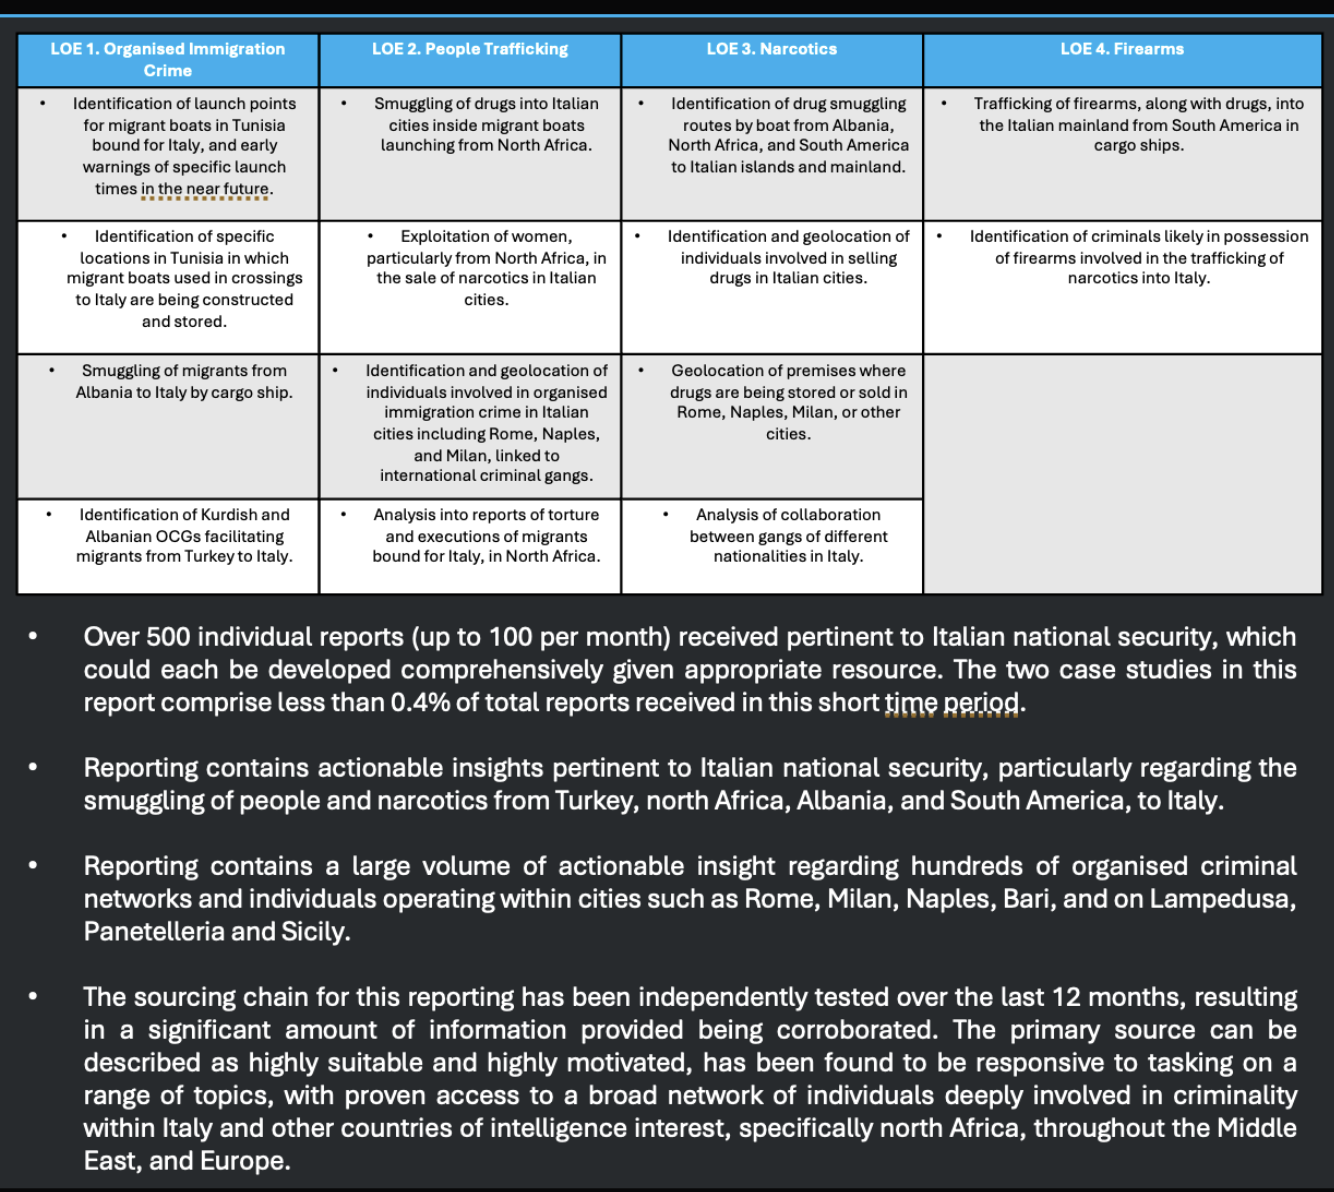 LOE 1. Organised Immigration
Crime
LOE 2. People Trafficking
LOE 3. Narcotics
LOE 4. Firearms
• Identification of launch points
for migrant boats in Tunisia
bound for Italy, and early
warnings of specific launch
times in the near future.
• Smuggling of drugs into Italian
cities inside migrant boats
launching from North Africa.
• Identification of drug smuggling
routes by boat from Albania,
North Africa, and South America
to Italian islands and mainland.
• Trafficking of firearms, along with drugs, into
the Italian mainland from South America in
cargo ships.
• Identification of specific
locations in Tunisia in which
migrant boats used in crossings
to Italy are being constructed
and stored.
• Exploitation of women,
particularly from North Africa, in
the sale of narcotics in Italian
cities.
• Identification and geolocation of
individuals involved in selling
drugs in Italian cities.
• Identification of criminals likely in possession
of firearms involved in the trafficking of
narcotics into Italy.
• Smuggling of migrants from
Albania to Italy by cargo ship.
• Identification and geolocation of
individuals involved in organised
immigration crime in Italian
cities including Rome, Naples,
and Milan, linked to
international criminal gangs.
• Geolocation of premises where
drugs are being stored or sold in
Rome, Naples, Milan, or other
cities.
• Identification of Kurdish and
Albanian OCGs facilitating
migrants from Turkey to Italy.
• Analysis into reports of torture
and executions of migrants
bound for Italy, in North Africa.
• Analysis of collaboration
between gangs of different
nationalities in Italy.
• Over 500 individual reports (up to 100 per month) received pertinent to Italian national security, which
could each be developed comprehensively given appropriate resource. The two case studies in this
report comprise less than 0.4% of total reports received in this short time period.
• Reporting contains actionable insights pertinent to Italian national security, particularly regarding the
smuggling of people and narcotics from Turkey, north Africa, Albania, and South America, to Italy.
• Reporting contains a large volume of actionable insight regarding hundreds of organised criminal
networks and individuals operating within cities such as Rome, Milan, Naples, Bari, and on Lampedusa,
Panetelleria and Sicily.
• The sourcing chain for this reporting has been independently tested over the last 12 months, resulting
in a significant amount of information provided being corroborated. The primary source can be
described as highly suitable and highly motivated, has been found to be responsive to tasking on a
range of topics, with proven access to a broad network of individuals deeply involved in criminality
within Italy and other countries of intelligence interest, specifically north Africa, throughout the Middle
East, and Europe.